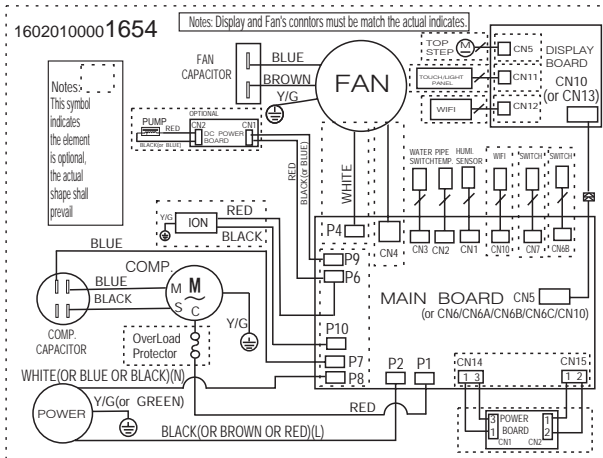 16020100001654
Notes: Display and Fan's conntors must be match the actual indicates.
Notes:
This symbol
indicates
the element
is optional,
the actual
shape shall
prevail
FAN
CAPACITOR
BLUE
BROWN
Y/G
FAN
TOP
STEP
M
CN5
TOUCH/LIGHT
PANEL
CN11
WIFI
CN12
DISPLAY
BOARD
CN10
(or CN13)
OPTIONAL
PUMP
RED
BLACK(or BLUE)
CN2
CN1
DC POWER
BOARD
RED
BLACK(or BLUE)
WHITE
WATER
SWITCH
PIPE
TEMP.
HUMI.
SENSOR
WIFI
SWITCH
SWITCH
CN3
CN2
CN1
CN10
CN7
CN6B
Y/G
ION
RED
BLACK
P4
CN4
P9
P6
P10
P7
P8
P2
P1
MAIN BOARD
CN5
(or CN6/CN6A/CN6B/CN6C/CN10)
BLUE
COMP.
BLUE
BLACK
M
S
C
M
~
Y/G
COMP.
CAPACITOR
OverLoad
Protector
WHITE(OR BLUE OR BLACK)(N)
Y/G(or GREEN)
POWER
RED
BLACK(OR BROWN OR RED)(L)
CN14
1 3
CN15
1 2
3
1
POWER
BOARD
1
2
CN1
CN2